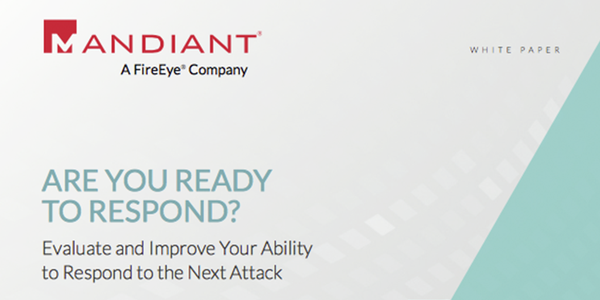 MANDIANT®
A FireEye® Company
WHITE PAPER
ARE YOU READY
TO RESPOND?
Evaluate and Improve Your Ability
to Respond to the Next Attack